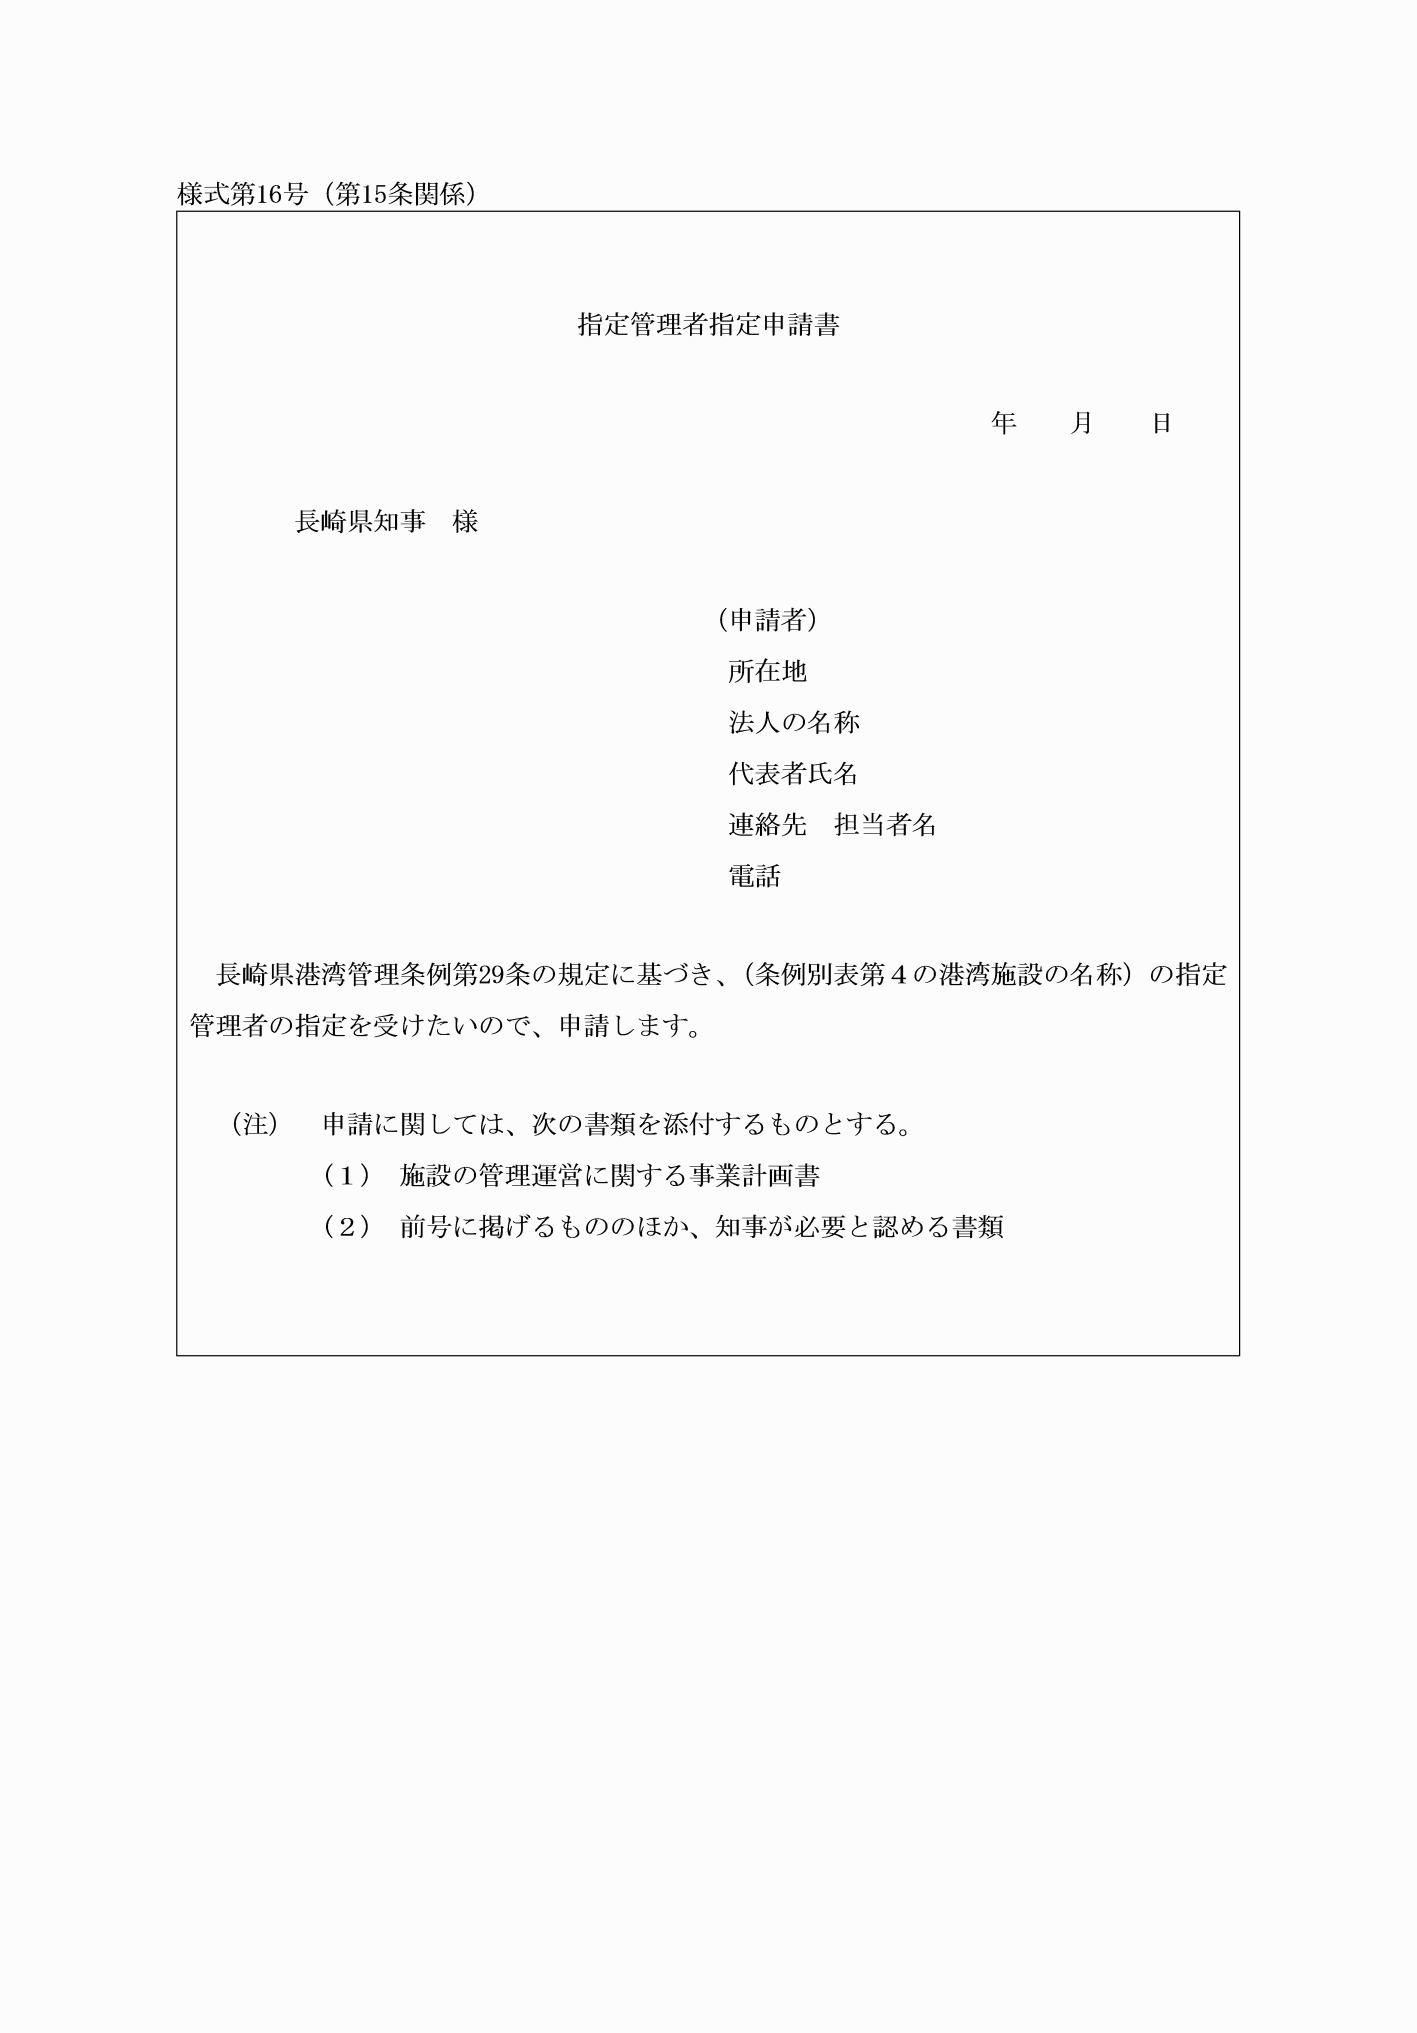 様式第16号（第15条関係）
指定管理者指定申請書
年　　月　　日
長崎県知事　様
（申請者）
所在地
法人の名称
代表者氏名
連絡先　担当者名
電話
長崎県港湾管理条例第29条の規定に基づき、（条例別表第４の港湾施設の名称）の指定
管理者の指定を受けたいので、申請します。
（注）　申請に関しては、次の書類を添付するものとする。
（１）　施設の管理運営に関する事業計画書
（２）　前号に掲げるもののほか、知事が必要と認める書類